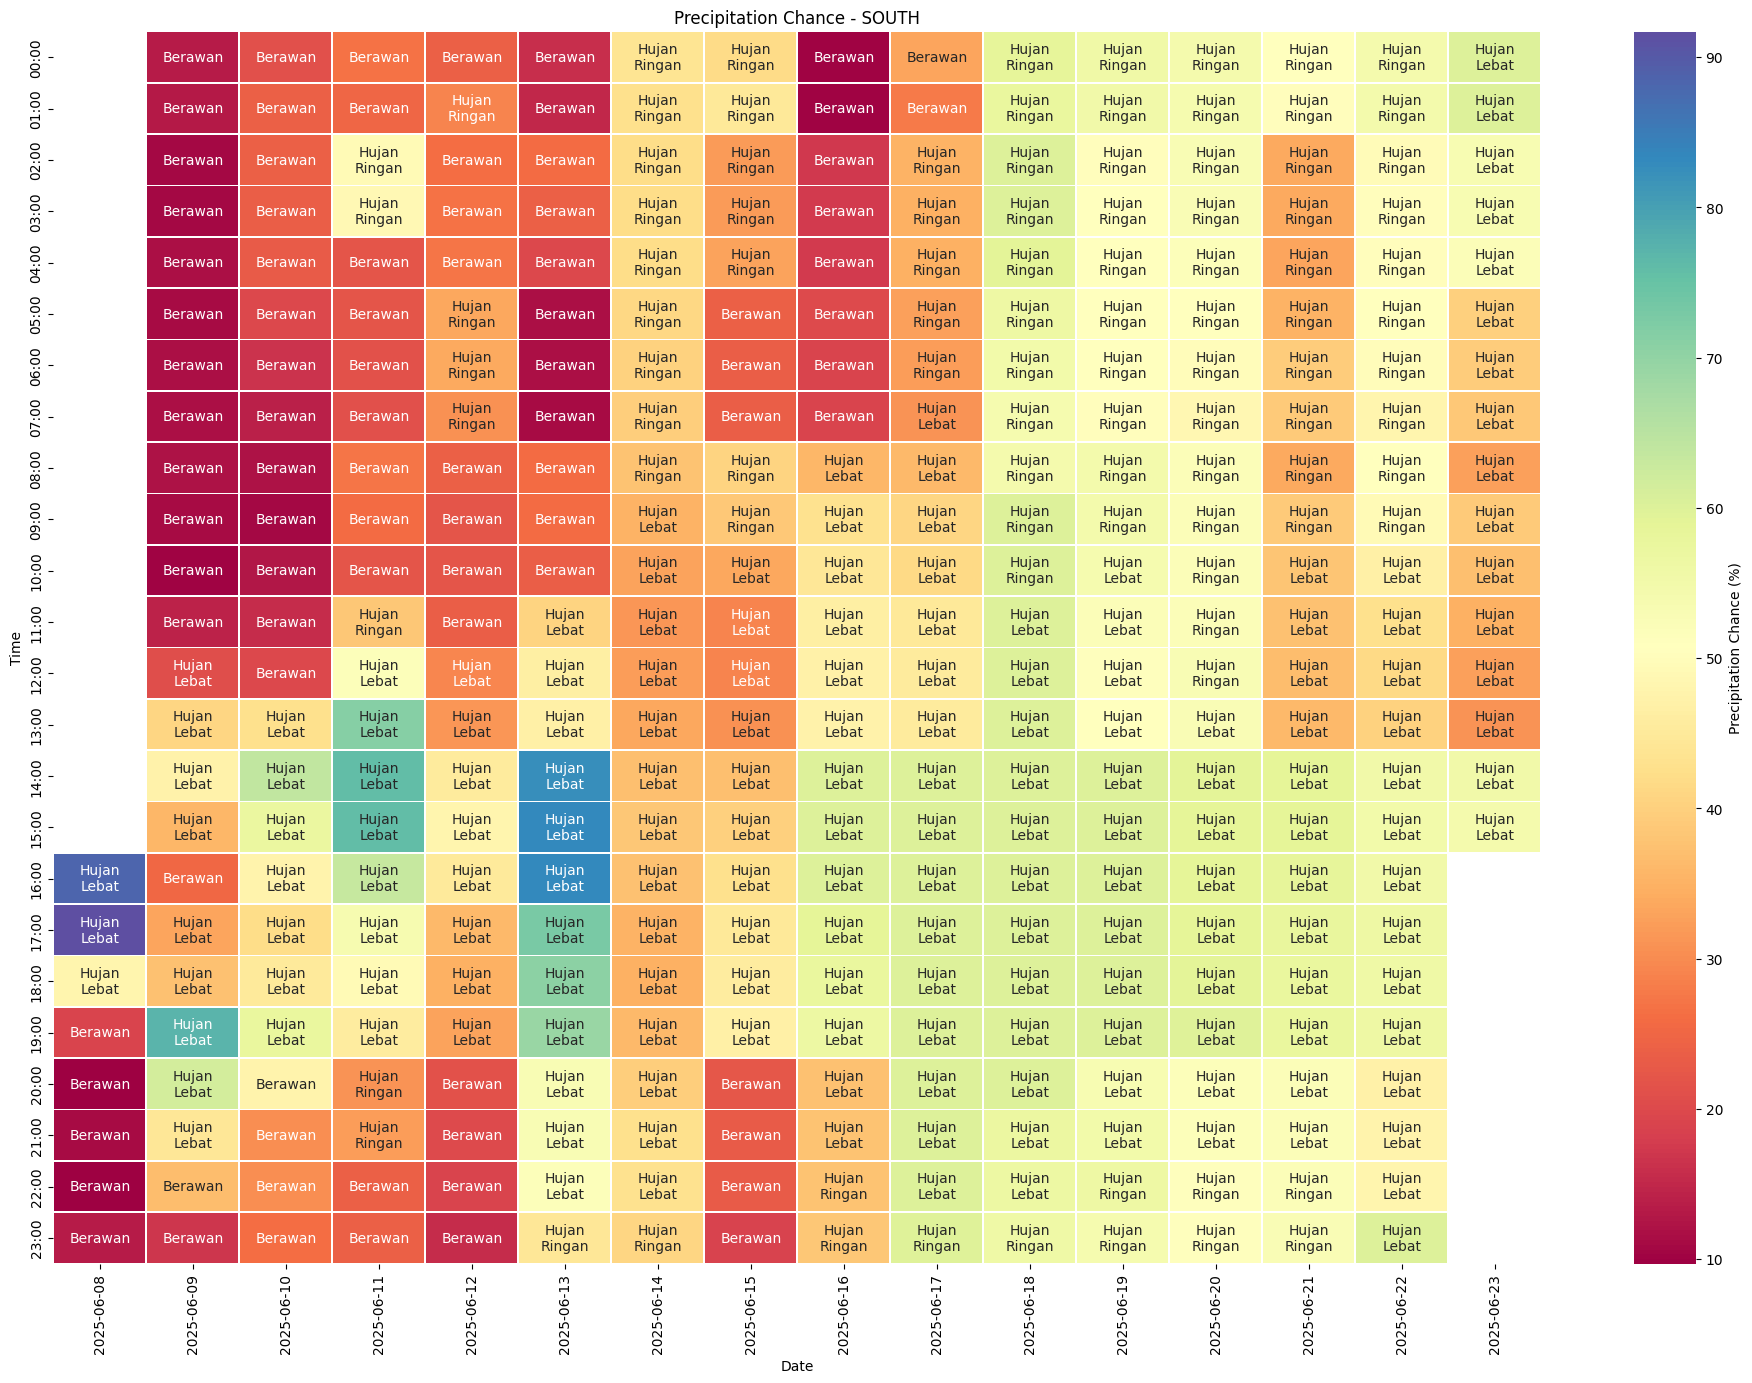 Precipitation Chance - SOUTH
00:00 Berawan Berawan Berawan Berawan Berawan Hujan Ringan Hujan Ringan Berawan Berawan Hujan Ringan Hujan Ringan Hujan Ringan Hujan Ringan Hujan Ringan Hujan Lebat
01:00 Berawan Berawan Berawan Hujan Ringan Berawan Hujan Ringan Hujan Ringan Berawan Berawan Hujan Ringan Hujan Ringan Hujan Ringan Hujan Ringan Hujan Ringan Hujan Lebat
02:00 Berawan Berawan Hujan Ringan Berawan Berawan Hujan Ringan Hujan Ringan Berawan Hujan Ringan Hujan Ringan Hujan Ringan Hujan Ringan Hujan Ringan Hujan Ringan Hujan Lebat
03:00 Berawan Berawan Hujan Ringan Berawan Berawan Hujan Ringan Hujan Ringan Berawan Hujan Ringan Hujan Ringan Hujan Ringan Hujan Ringan Hujan Ringan Hujan Ringan Hujan Lebat
04:00 Berawan Berawan Berawan Berawan Berawan Hujan Ringan Hujan Ringan Berawan Hujan Ringan Hujan Ringan Hujan Ringan Hujan Ringan Hujan Ringan Hujan Ringan Hujan Lebat
05:00 Berawan Berawan Berawan Hujan Ringan Berawan Hujan Ringan Berawan Berawan Hujan Ringan Hujan Ringan Hujan Ringan Hujan Ringan Hujan Ringan Hujan Ringan Hujan Lebat
06:00 Berawan Berawan Berawan Hujan Ringan Berawan Hujan Ringan Berawan Berawan Hujan Ringan Hujan Ringan Hujan Ringan Hujan Ringan Hujan Ringan Hujan Ringan Hujan Lebat
07:00 Berawan Berawan Berawan Hujan Ringan Berawan Hujan Ringan Berawan Berawan Hujan Lebat Hujan Ringan Hujan Ringan Hujan Ringan Hujan Ringan Hujan Ringan Hujan Lebat
08:00 Berawan Berawan Berawan Berawan Berawan Hujan Ringan Hujan Ringan Hujan Lebat Hujan Lebat Hujan Ringan Hujan Ringan Hujan Ringan Hujan Ringan Hujan Ringan Hujan Lebat
09:00 Berawan Berawan Berawan Berawan Berawan Hujan Lebat Hujan Ringan Hujan Lebat Hujan Lebat Hujan Ringan Hujan Ringan Hujan Ringan Hujan Ringan Hujan Ringan Hujan Lebat
10:00 Berawan Berawan Berawan Berawan Berawan Hujan Lebat Hujan Lebat Hujan Lebat Hujan Lebat Hujan Ringan Hujan Lebat Hujan Ringan Hujan Lebat Hujan Lebat Hujan Lebat
11:00 Berawan Berawan Hujan Ringan Berawan Hujan Lebat Hujan Lebat Hujan Lebat Hujan Lebat Hujan Lebat Hujan Lebat Hujan Lebat Hujan Ringan Hujan Lebat Hujan Lebat Hujan Lebat
12:00 Hujan Lebat Berawan Hujan Lebat Hujan Lebat Hujan Lebat Hujan Lebat Hujan Lebat Hujan Lebat Hujan Lebat Hujan Lebat Hujan Lebat Hujan Ringan Hujan Lebat Hujan Lebat Hujan Lebat
13:00 Hujan Lebat Hujan Lebat Hujan Lebat Hujan Lebat Hujan Lebat Hujan Lebat Hujan Lebat Hujan Lebat Hujan Lebat Hujan Lebat Hujan Lebat Hujan Lebat Hujan Lebat Hujan Lebat Hujan Lebat
14:00 Hujan Lebat Hujan Lebat Hujan Lebat Hujan Lebat Hujan Lebat Hujan Lebat Hujan Lebat Hujan Lebat Hujan Lebat Hujan Lebat Hujan Lebat Hujan Lebat Hujan Lebat Hujan Lebat Hujan Lebat
15:00 Hujan Lebat Hujan Lebat Hujan Lebat Hujan Lebat Hujan Lebat Hujan Lebat Hujan Lebat Hujan Lebat Hujan Lebat Hujan Lebat Hujan Lebat Hujan Lebat Hujan Lebat Hujan Lebat Hujan Lebat
16:00 Hujan Lebat Berawan Hujan Lebat Hujan Lebat Hujan Lebat Hujan Lebat Hujan Lebat Hujan Lebat Hujan Lebat Hujan Lebat Hujan Lebat Hujan Lebat Hujan Lebat Hujan Lebat Hujan Lebat
17:00 Hujan Lebat Hujan Lebat Hujan Lebat Hujan Lebat Hujan Lebat Hujan Lebat Hujan Lebat Hujan Lebat Hujan Lebat Hujan Lebat Hujan Lebat Hujan Lebat Hujan Lebat Hujan Lebat Hujan Lebat
18:00 Hujan Lebat Hujan Lebat Hujan Lebat Hujan Lebat Hujan Lebat Hujan Lebat Hujan Lebat Hujan Lebat Hujan Lebat Hujan Lebat Hujan Lebat Hujan Lebat Hujan Lebat Hujan Lebat Hujan Lebat
19:00 Berawan Hujan Lebat Hujan Lebat Hujan Lebat Hujan Lebat Hujan Lebat Hujan Lebat Hujan Lebat Hujan Lebat Hujan Lebat Hujan Lebat Hujan Lebat Hujan Lebat Hujan Lebat Hujan Lebat
20:00 Berawan Hujan Lebat Berawan Hujan Ringan Berawan Hujan Lebat Hujan Lebat Berawan Hujan Lebat Hujan Lebat Hujan Lebat Hujan Lebat Hujan Lebat Hujan Lebat Hujan Lebat
21:00 Berawan Hujan Lebat Berawan Hujan Ringan Berawan Hujan Lebat Hujan Lebat Berawan Hujan Lebat Hujan Lebat Hujan Lebat Hujan Lebat Hujan Lebat Hujan Lebat Hujan Lebat
22:00 Berawan Berawan Berawan Berawan Berawan Hujan Lebat Hujan Lebat Berawan Hujan Ringan Hujan Lebat Hujan Lebat Hujan Ringan Hujan Ringan Hujan Ringan Hujan Lebat
23:00 Berawan Berawan Berawan Berawan Berawan Hujan Ringan Hujan Ringan Berawan Hujan Ringan Hujan Ringan Hujan Ringan Hujan Ringan Hujan Ringan Hujan Ringan Hujan Lebat
Time
2025-06-08 2025-06-09 2025-06-10 2025-06-11 2025-06-12 2025-06-13 2025-06-14 2025-06-15 2025-06-16 2025-06-17 2025-06-18 2025-06-19 2025-06-20 2025-06-21 2025-06-22 2025-06-23
Date
90
80
70
60
50
40
30
20
10
Precipitation Chance (%)